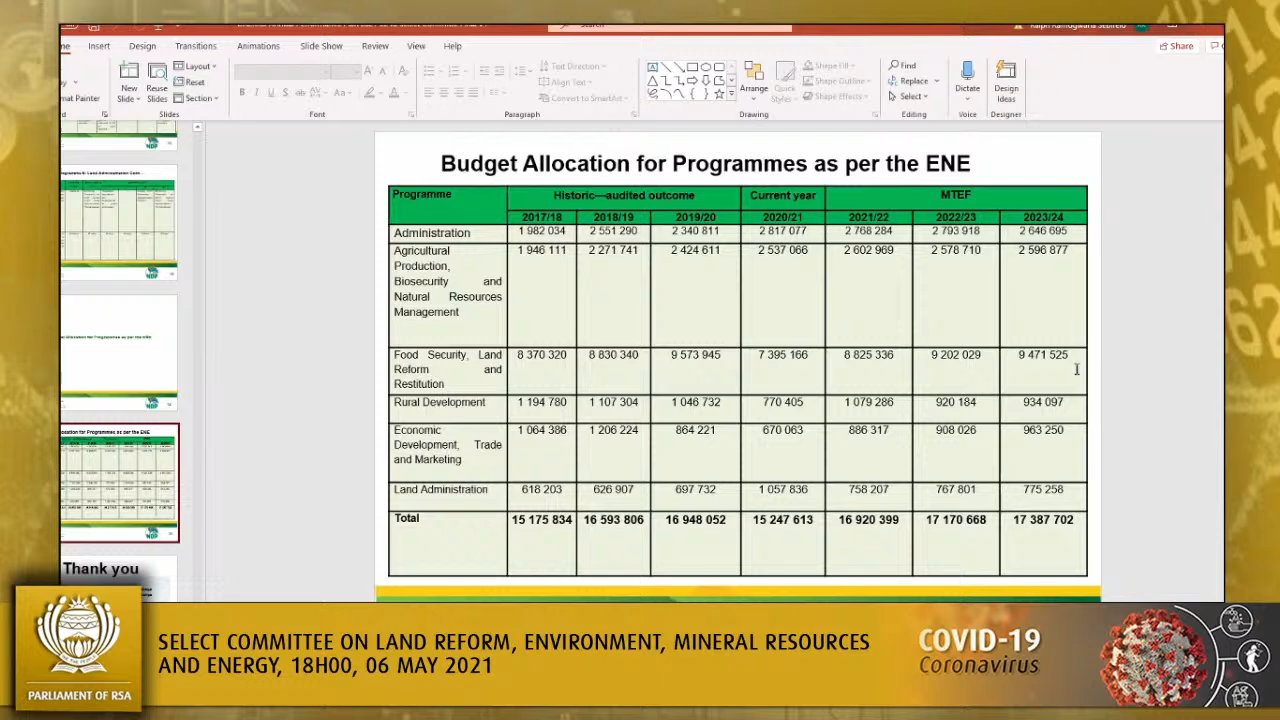 Insert Design Transitions Animations Slide Show Review View Help
Share
Layout
Reset
Section
New Slide
Reuse Slides
Slides
Font
Text Direction
Align Text
Convert to SmartArt
Paragraph
Arrange
Quick Styles
Shape Fill
Shape Outline
Shape Effects
Drawing
Find
Replace
Select
Editing
Dictate
Voice
Design Ideas
Designer
Budget Allocation for Programmes as per the ENE
Programme Historic—audited outcome Current year MTEF
2017/18 2018/19 2019/20 2020/21 2021/22 2022/23 2023/24
Administration 1 982 034 2 551 290 2 340 811 2 817 077 2 768 284 2 793 918 2 646 695
Agricultural 1 946 111 2 271 741 2 424 611 2 537 066 2 602 969 2 578 710 2 596 877
Production,
Biosecurity and
Natural Resources
Management
Food Security, Land 8 370 320 8 830 340 9 573 945 7 395 166 8 825 336 9 202 029 9 471 525
Reform and
Restitution
Rural Development 1 194 780 1 107 304 1 046 732 770 405 1 079 286 920 184 934 097
Economic 1 064 386 1 206 224 864 221 670 063 886 317 908 026 963 250
Development, Trade
and Marketing
Land Administration 618 203 626 907 697 732 1 057 836 758 207 767 801 775 258
Total 15 175 834 16 593 806 16 948 052 15 247 613 16 920 399 17 170 668 17 387 702
Thank you
SELECT COMMITTEE ON LAND REFORM, ENVIRONMENT, MINERAL RESOURCES
AND ENERGY, 18H00, 06 MAY 2021
PARLIAMENT OF RSA
COVID-19
Coronavirus